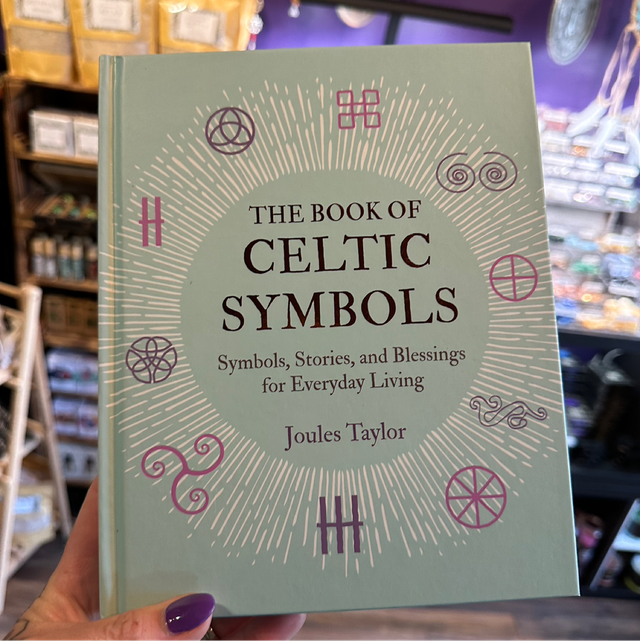 THE BOOK OF
CELTIC
SYMBOLS
Symbols, Stories, and Blessings
for Everyday Living
Joules Taylor